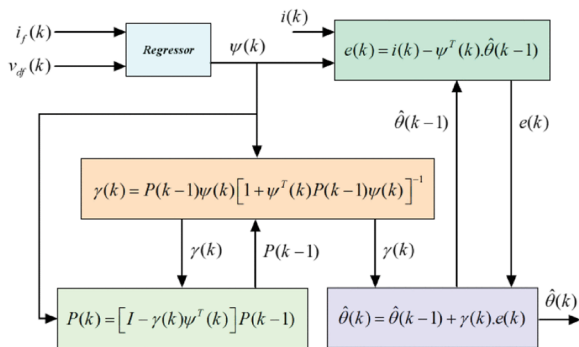 i_f(k)
v_df(k)
Regressor
ψ(k)
i(k)
e(k) = i(k) − ψ^T(k).θ̂(k−1)
θ̂(k−1)
e(k)
γ(k) = P(k−1)ψ(k)[1 + ψ^T(k)P(k−1)ψ(k)]^−1
γ(k)
P(k−1)
γ(k)
P(k) = [I − γ(k)ψ^T(k)]P(k−1)
θ̂(k) = θ̂(k−1) + γ(k).e(k)
θ̂(k)